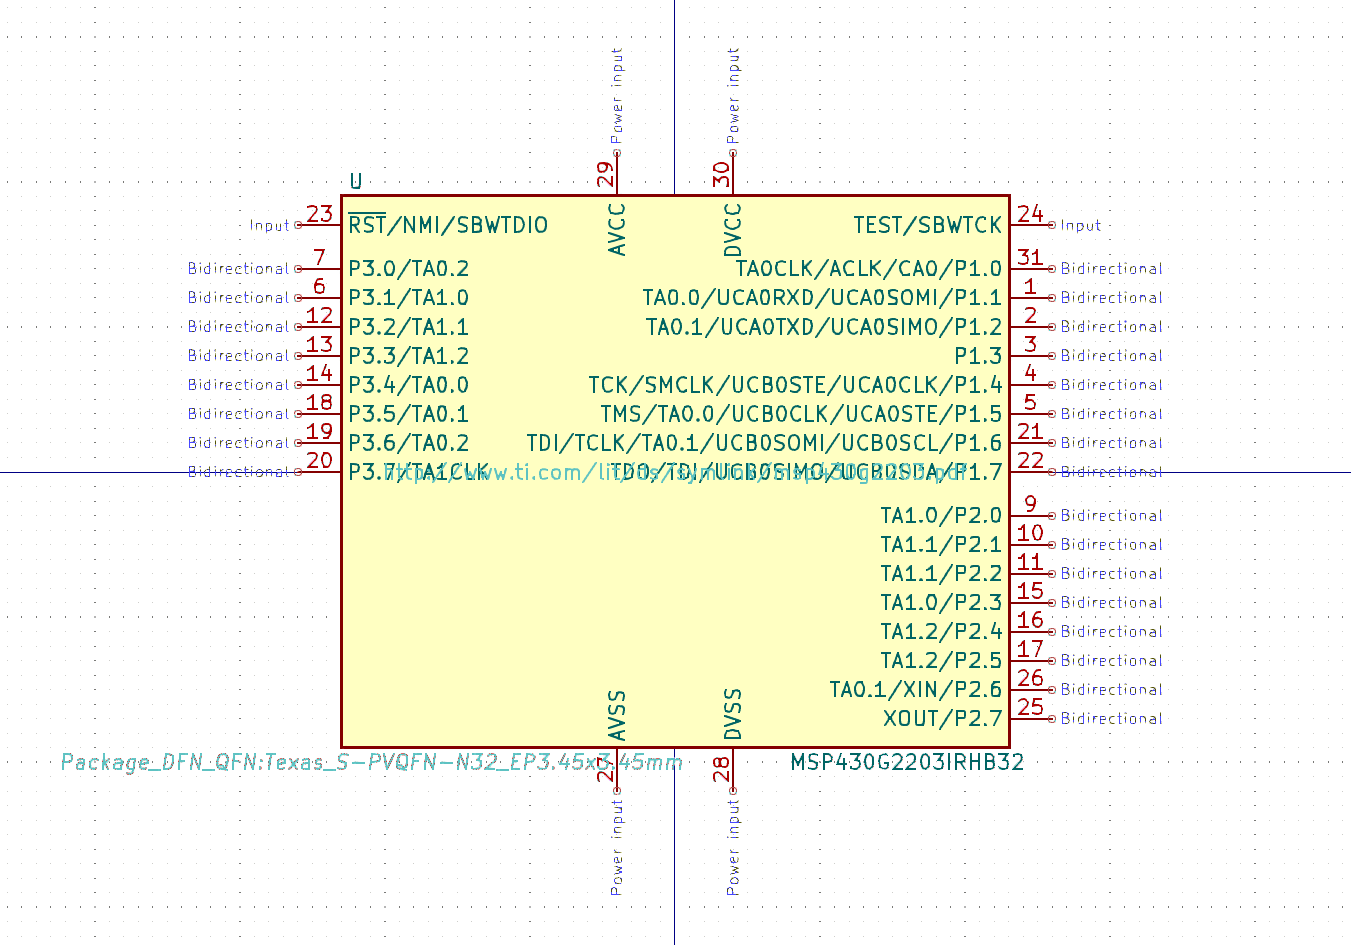 Power input
Power input
29
30
U
AVCC
DVCC
Input 23 RST/NMI/SBWTDIO TEST/SBWTCK 24 Input
Bidirectional 7 P3.0/TA0.2 TA0CLK/ACLK/CA0/P1.0 31 Bidirectional
Bidirectional 6 P3.1/TA1.0 TA0.0/UCA0RXD/UCA0SOMI/P1.1 1 Bidirectional
Bidirectional 12 P3.2/TA1.1 TA0.1/UCA0TXD/UCA0SIMO/P1.2 2 Bidirectional
Bidirectional 13 P3.3/TA1.2 P1.3 3 Bidirectional
Bidirectional 14 P3.4/TA0.0 TCK/SMCLK/UCB0STE/UCA0CLK/P1.4 4 Bidirectional
Bidirectional 18 P3.5/TA0.1 TMS/TA0.0/UCB0CLK/UCA0STE/P1.5 5 Bidirectional
Bidirectional 19 P3.6/TA0.2 TDI/TCLK/TA0.1/UCB0SOMI/UCB0SCL/P1.6 21 Bidirectional
Bidirectional 20 P3.7/TA1CLK http://www.ti.com/lit/ds/symlink/msp430g2203.pdf TDO/TDI/UCB0SIMO/UCB0SDA/P1.7 22 Bidirectional
TA1.0/P2.0 9 Bidirectional
TA1.1/P2.1 10 Bidirectional
TA1.1/P2.2 11 Bidirectional
TA1.0/P2.3 15 Bidirectional
TA1.2/P2.4 16 Bidirectional
TA1.2/P2.5 17 Bidirectional
TA0.1/XIN/P2.6 26 Bidirectional
XOUT/P2.7 25 Bidirectional
AVSS
DVSS
Package_DFN_QFN:Texas_S-PVQFN-N32_EP3.45x3.45mm
MSP430G2203IRHB32
27
28
Power input
Power input